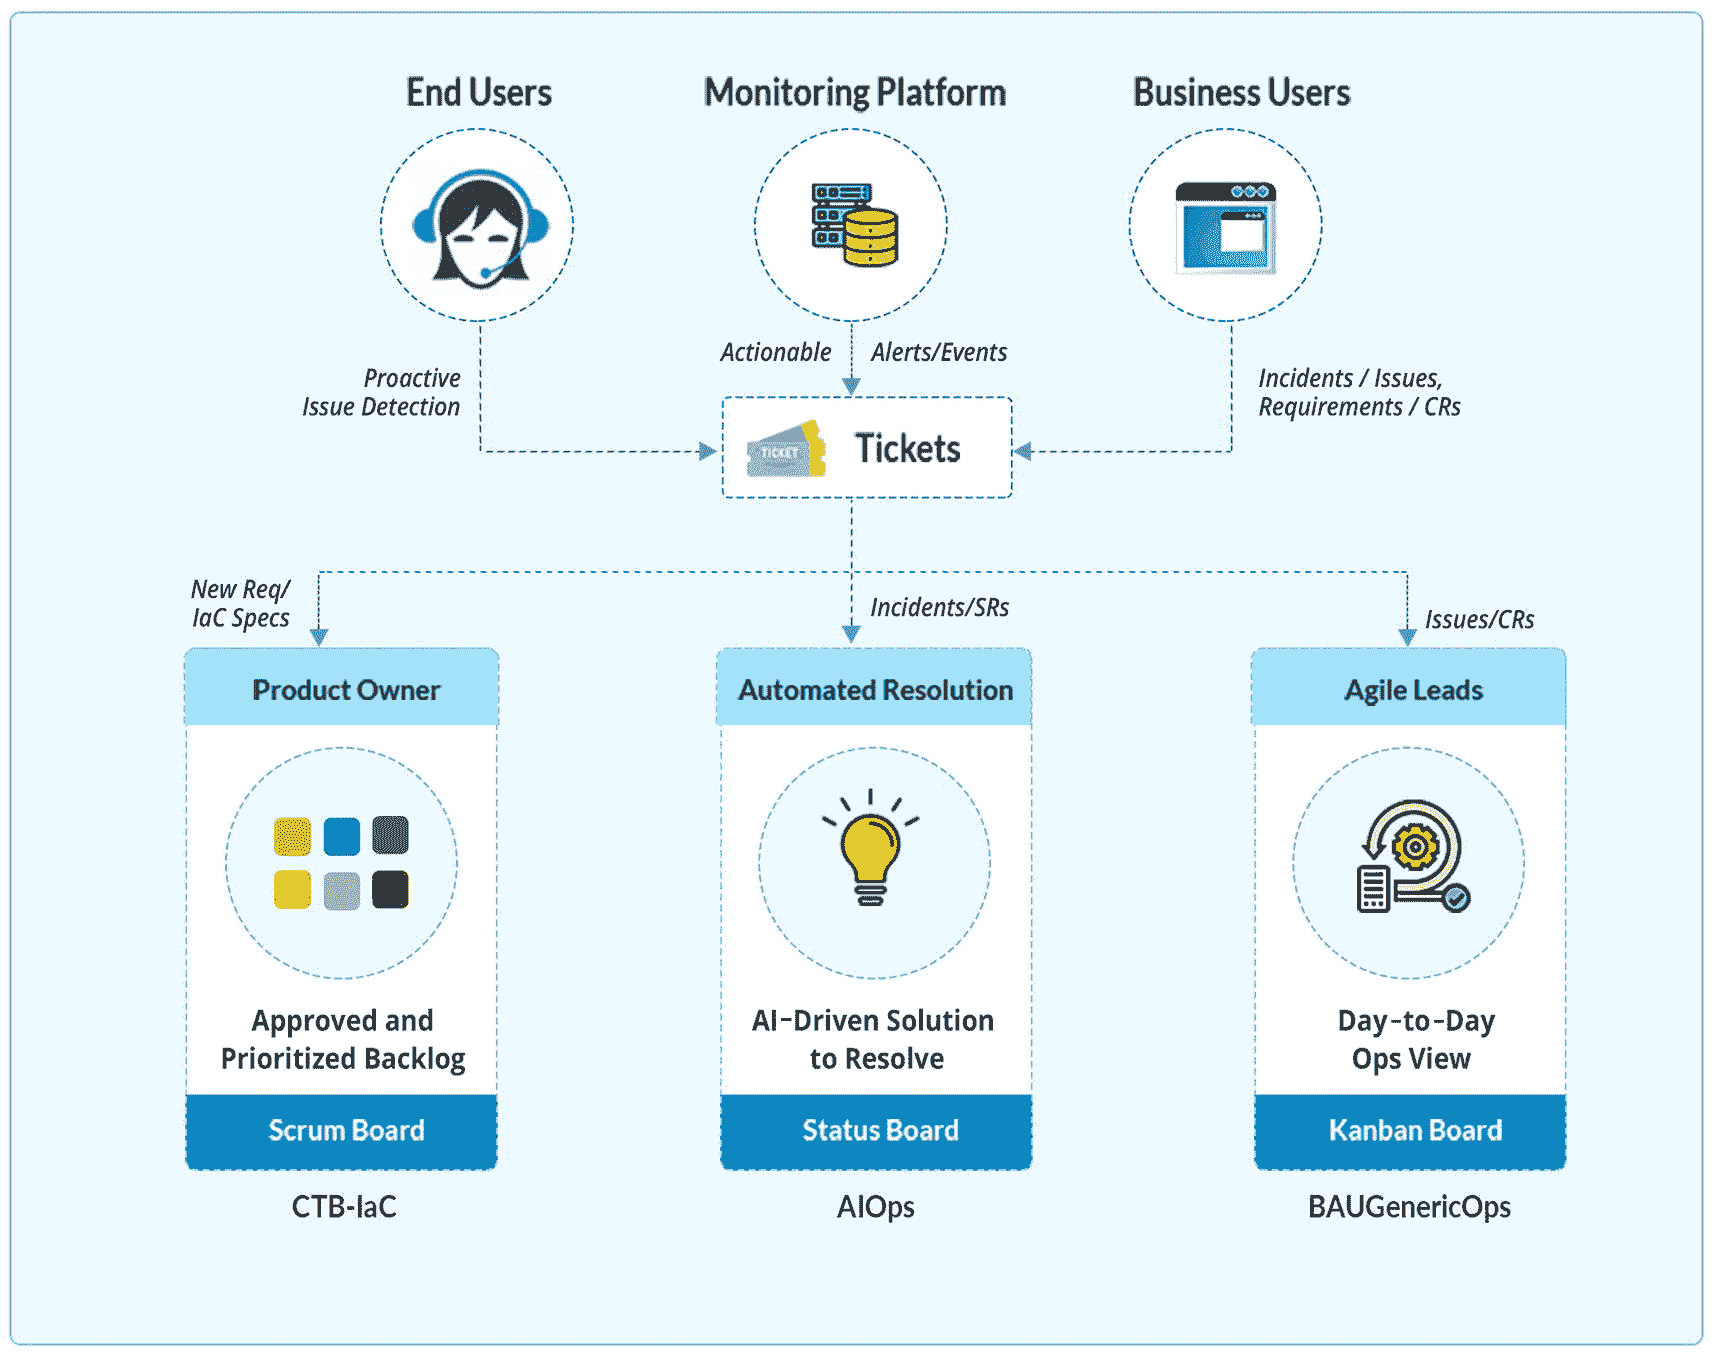 End Users
Monitoring Platform
Business Users
Actionable
Alerts/Events
Proactive
Issue Detection
Incidents / Issues,
Requirements / CRs
TICKET
Tickets
New Req/
IaC Specs
Incidents/SRs
Issues/CRs
Product Owner
Automated Resolution
Agile Leads
Approved and
Prioritized Backlog
AI-Driven Solution
to Resolve
Day-to-Day
Ops View
Scrum Board
Status Board
Kanban Board
CTB-IaC
AIOps
BAUGenericOps